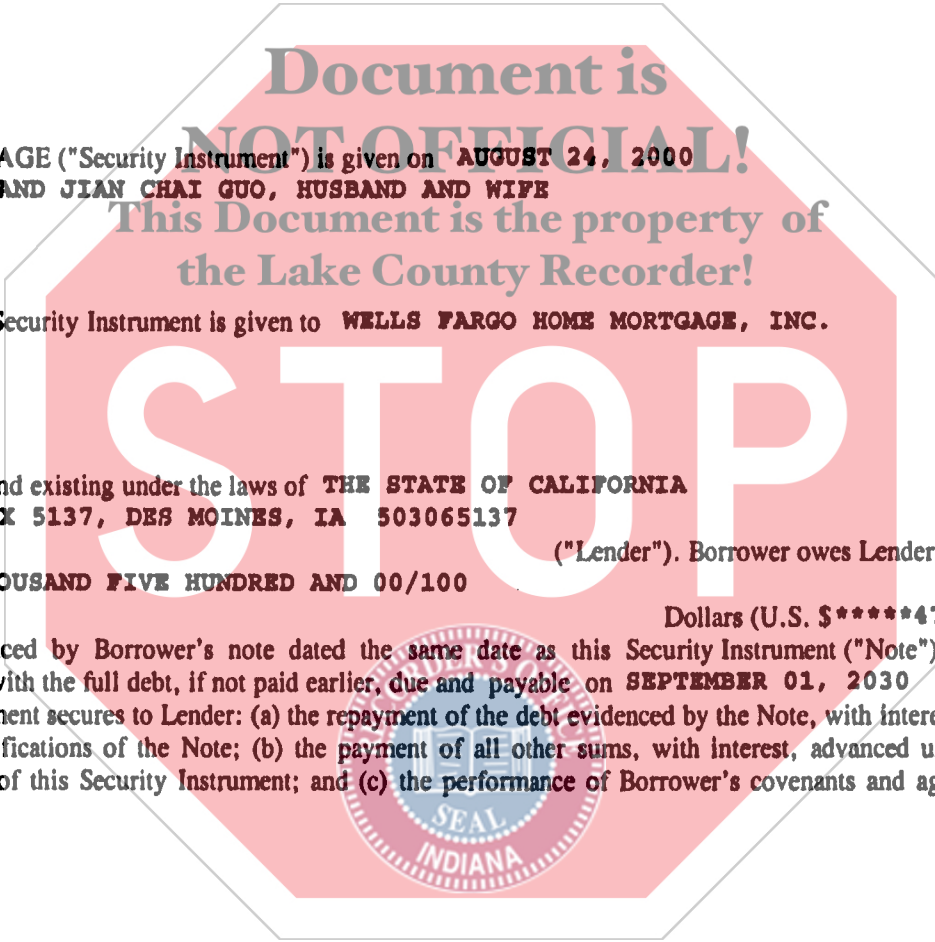 Document is
NOT OFFICIAL!
AGE ("Security Instrument") is given on AUGUST 24, 2000
AND JIAN CHAI GUO, HUSBAND AND WIFE
This Document is the property of
the Lake County Recorder!
Security Instrument is given to WELLS FARGO HOME MORTGAGE, INC.
STOP
nd existing under the laws of THE STATE OF CALIFORNIA
X 5137, DES MOINES, IA 503065137
("Lender"). Borrower owes Lender
OUSAND FIVE HUNDRED AND 00/100
Dollars (U.S. $*****47
ced by Borrower's note dated the same date as this Security Instrument ("Note")
with the full debt, if not paid earlier, due and payable on SEPTEMBER 01, 2030
ent secures to Lender: (a) the repayment of the debt evidenced by the Note, with intere
fications of the Note; (b) the payment of all other sums, with interest, advanced u
of this Security Instrument; and (c) the performance of Borrower's covenants and ag
RECORDER'S OFFICE
SEAL
INDIANA